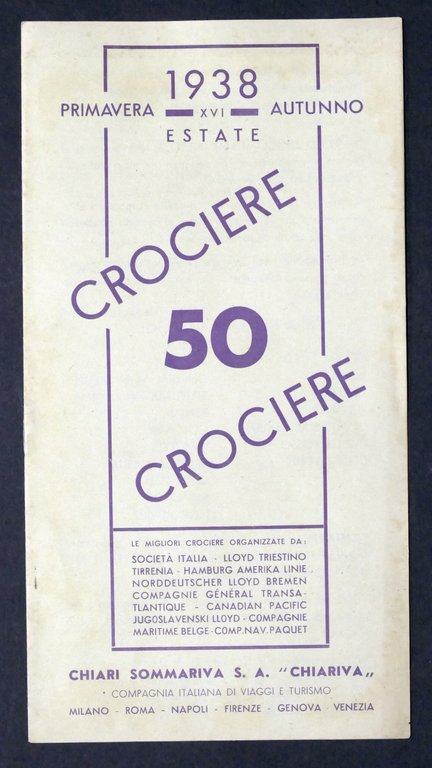 1938
PRIMAVERA XVI AUTUNNO
ESTATE
CROCIERE
50
CROCIERE
LE MIGLIORI CROCIERE ORGANIZZATE DA:
SOCIETÀ ITALIA - LLOYD TRIESTINO
TIRRENIA - HAMBURG AMERIKA LINIE
NORDDEUTSCHER LLOYD BREMEN
COMPAGNIE GÉNÉRAL TRANSA-
TLANTIQUE - CANADIAN PACIFIC
JUGOSLAVENSKI LLOYD - COMPAGNIE
MARITIME BELGE - COMP. NAV. PAQUET
CHIARI SOMMARIVA S. A. "CHIARIVA„
COMPAGNIA ITALIANA DI VIAGGI E TURISMO
MILANO - ROMA - NAPOLI - FIRENZE - GENOVA - VENEZIA